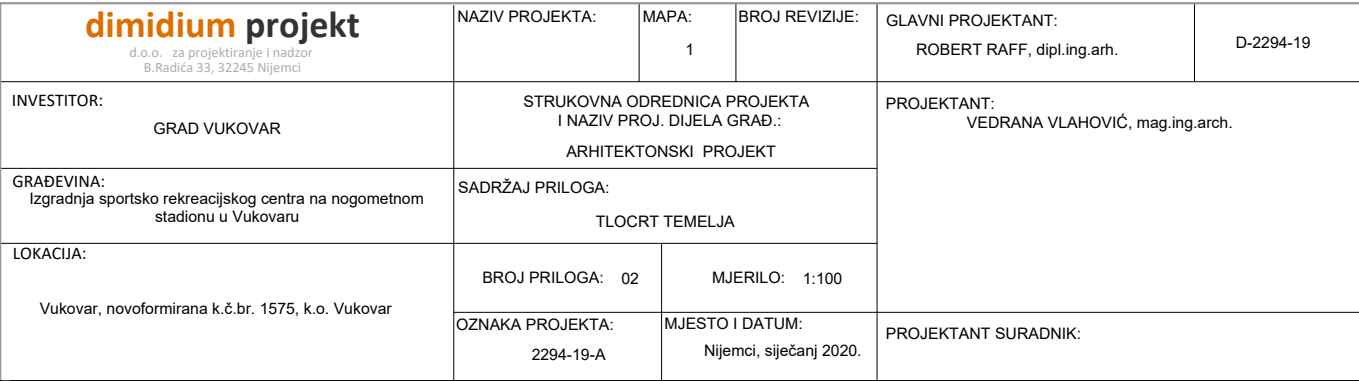 dimidium projekt
d.o.o. za projektiranje i nadzor
B.Radića 33, 32245 Nijemci
NAZIV PROJEKTA:
MAPA:
1
BROJ REVIZIJE:
GLAVNI PROJEKTANT:
ROBERT RAFF, dipl.ing.arh.
D-2294-19
INVESTITOR:
GRAD VUKOVAR
STRUKOVNA ODREDNICA PROJEKTA
I NAZIV PROJ. DIJELA GRAĐ.:
ARHITEKTONSKI PROJEKT
PROJEKTANT:
VEDRANA VLAHOVIĆ, mag.ing.arch.
GRAĐEVINA:
Izgradnja sportsko rekreacijskog centra na nogometnom
stadionu u Vukovaru
SADRŽAJ PRILOGA:
TLOCRT TEMELJA
LOKACIJA:
Vukovar, novoformirana k.č.br. 1575, k.o. Vukovar
BROJ PRILOGA: 02
MJERILO: 1:100
OZNAKA PROJEKTA:
2294-19-A
MJESTO I DATUM:
Nijemci, siječanj 2020.
PROJEKTANT SURADNIK: